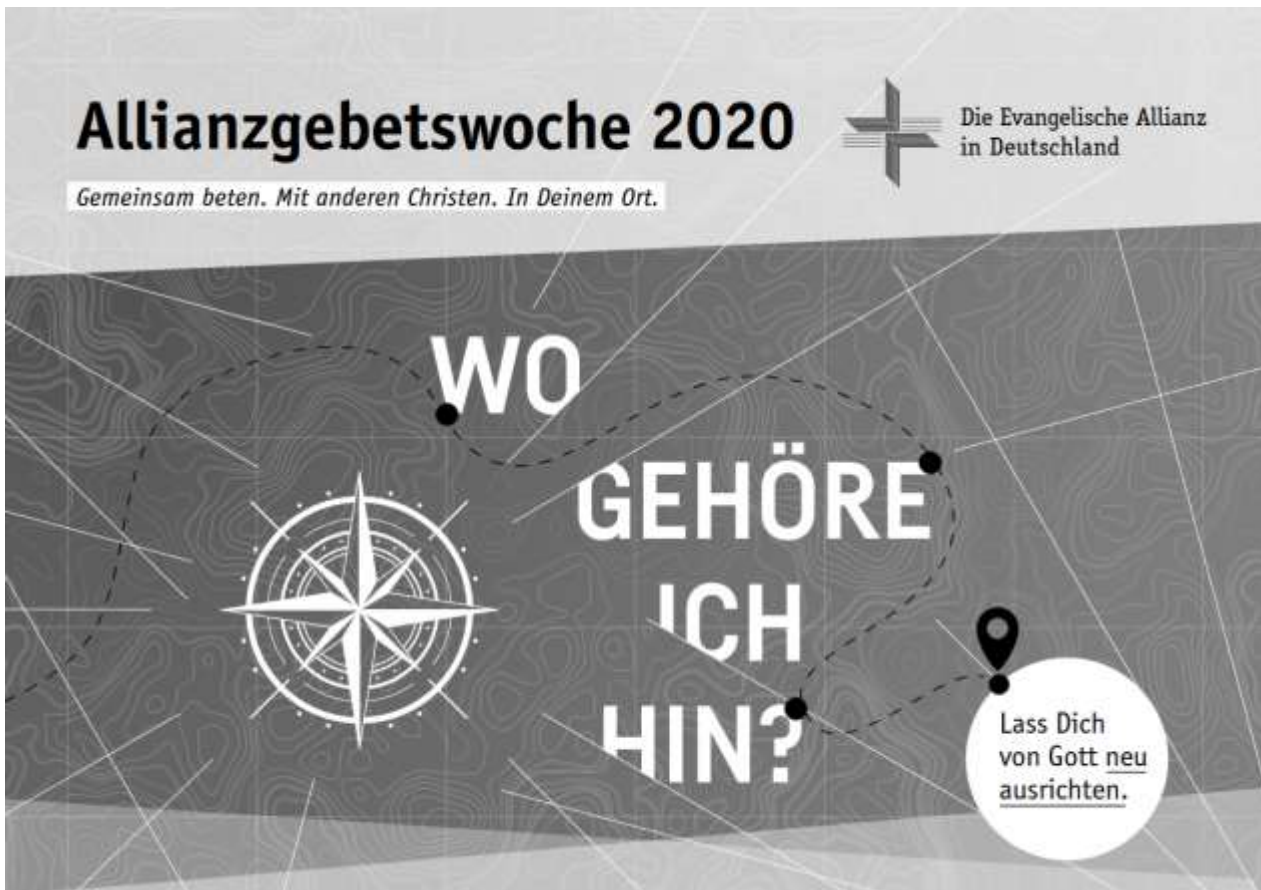 Allianzgebetswoche 2020
Die Evangelische Allianz
in Deutschland
Gemeinsam beten. Mit anderen Christen. In Deinem Ort.
WO
GEHÖRE
ICH
HIN?
Lass Dich
von Gott neu
ausrichten.